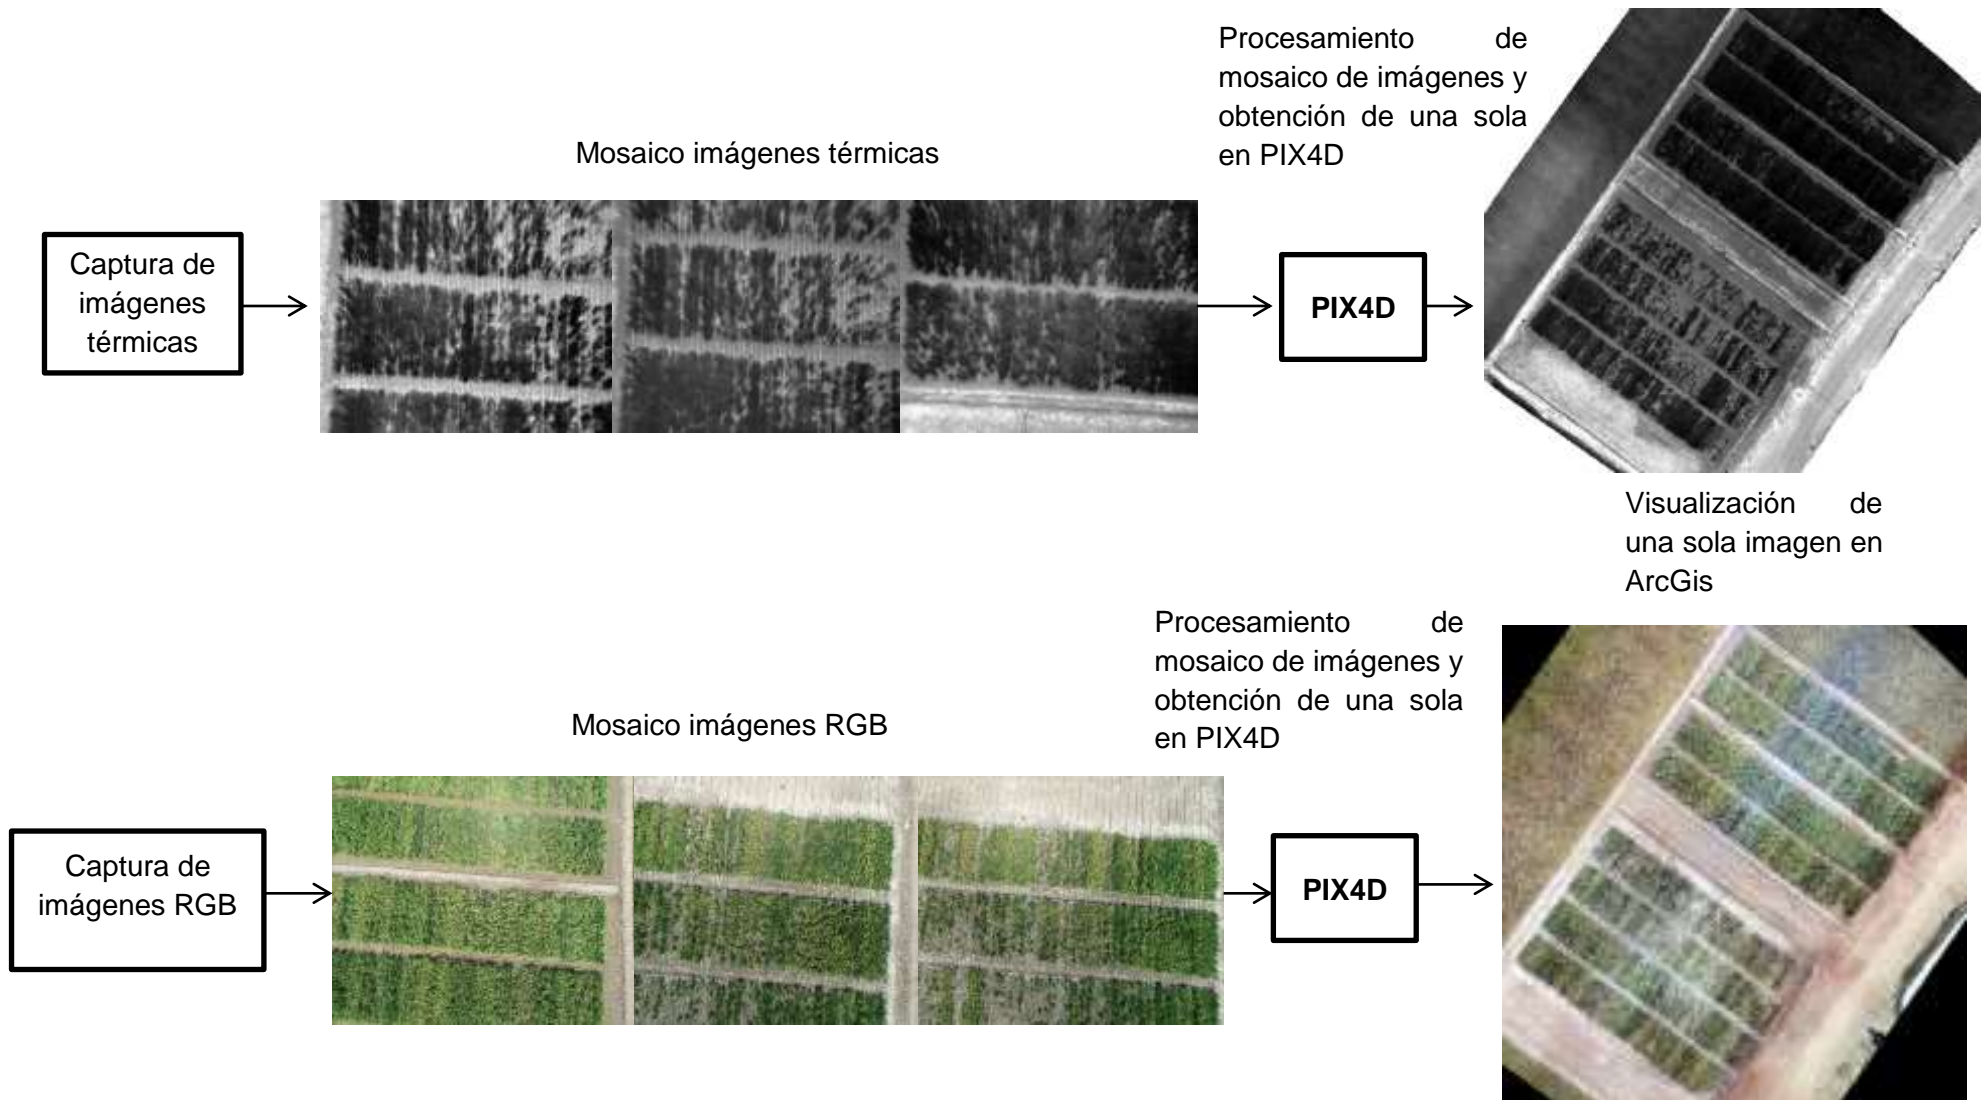 Procesamiento de
mosaico de imágenes y
obtención de una sola
en PIX4D
Mosaico imágenes térmicas
Captura de
imágenes
térmicas
PIX4D
Visualización de
una sola imagen en
ArcGis
Procesamiento de
mosaico de imágenes y
obtención de una sola
en PIX4D
Mosaico imágenes RGB
Captura de
imágenes RGB
PIX4D